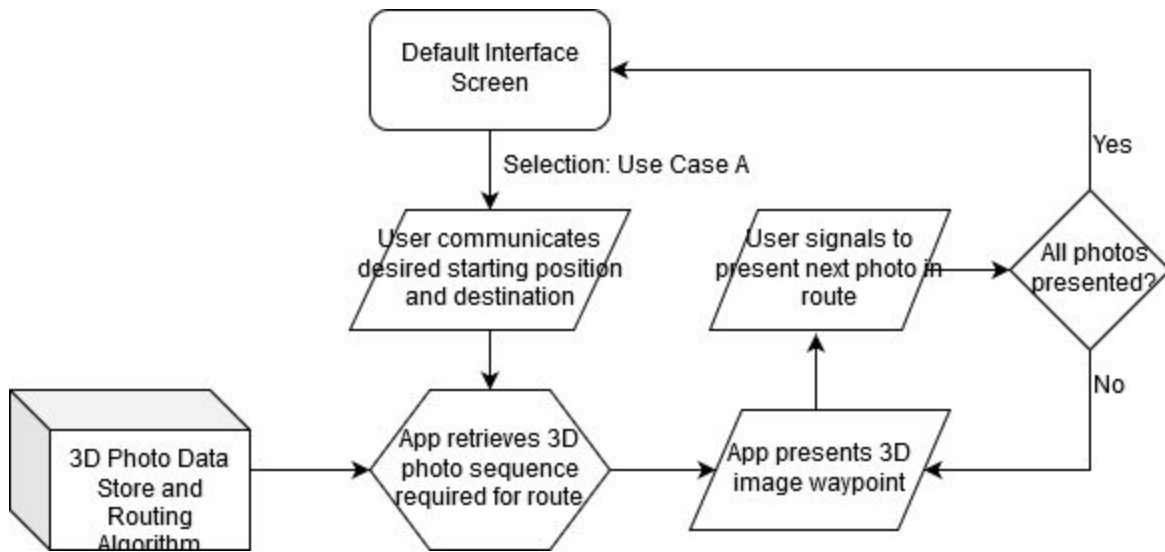 Default Interface
Screen
Yes
Selection: Use Case A
User communicates
desired starting position
and destination
User signals to
present next photo in
route
All photos
presented?
No
3D Photo Data
Store and
Routing
Algorithm
App retrieves 3D
photo sequence
required for route
App presents 3D
image waypoint